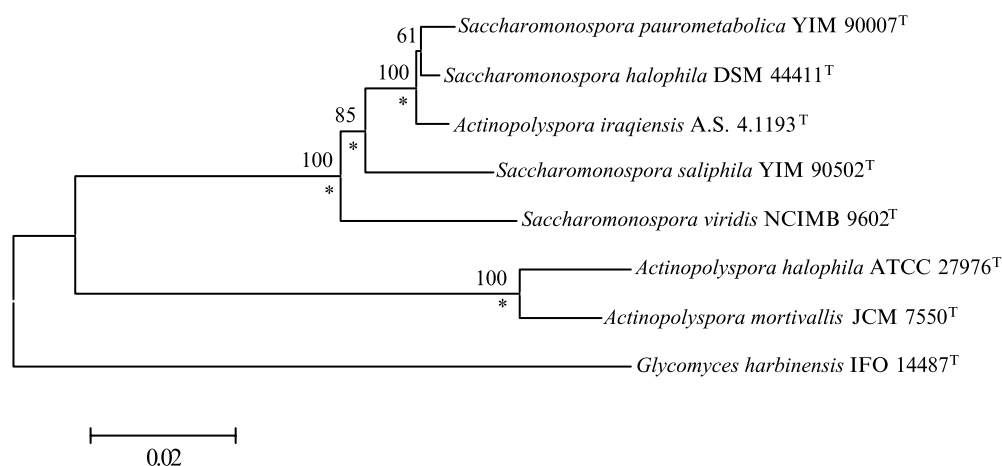 61
Saccharomonospora paurometabolica YIM 90007ᵀ
100
Saccharomonospora halophila DSM 44411ᵀ
*
85
Actinopolyspora iraqiensis A.S. 4.1193ᵀ
*
100
Saccharomonospora saliphila YIM 90502ᵀ
*
Saccharomonospora viridis NCIMB 9602ᵀ
100
Actinopolyspora halophila ATCC 27976ᵀ
*
Actinopolyspora mortivallis JCM 7550ᵀ
Glycomyces harbinensis IFO 14487ᵀ
0.02